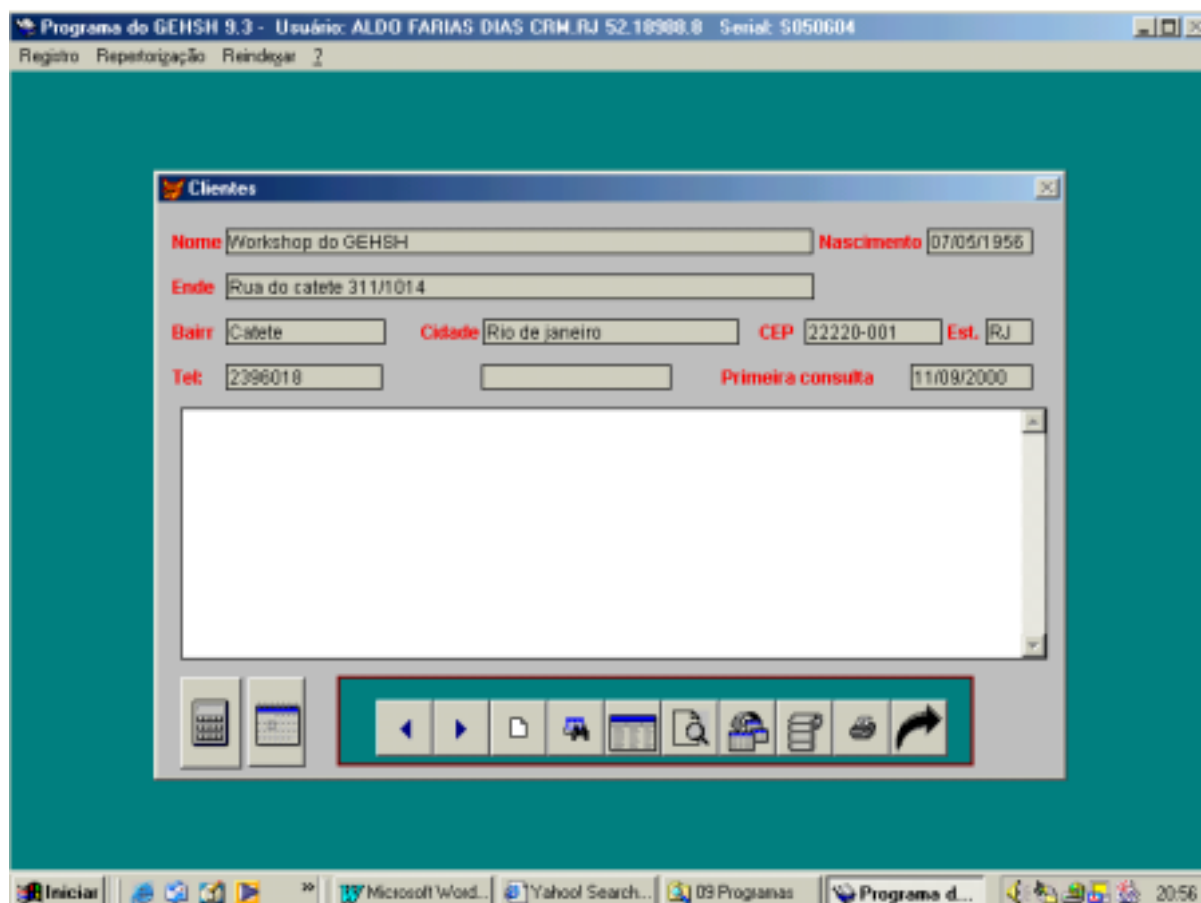 Programa do GEHSH 9.3 - Usuário: ALDO FARIAS DIAS CRM.RJ 52.18988.8 Serial: S050604
Registro Repertorização Reindexar ?
Clientes
Nome Workshop do GEHSH Nascimento 07/05/1956
Ende Rua do catete 311/1014
Bairr Catete Cidade Rio de janeiro CEP 22220-001 Est. RJ
Tel: 2396018 Primeira consulta 11/09/2000
Iniciar » Microsoft Word... Yahoo! Search... 09 Programas Programa d... 20:56